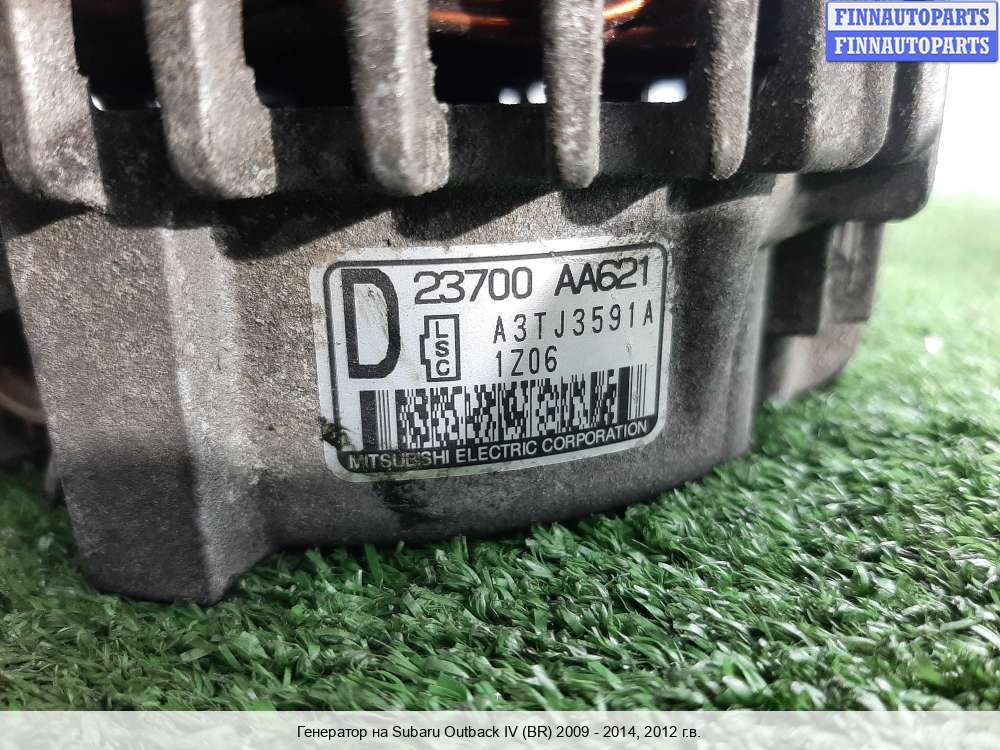 FINNAUTOPARTS
FINNAUTOPARTS
D
23700 AA621
LSC
A3TJ3591A
1Z06
MITSUBISHI ELECTRIC CORPORATION
Генератор на Subaru Outback IV (BR) 2009 - 2014, 2012 г.в.